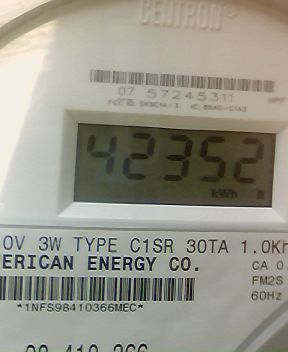 CENTRON
07 57245311
42352
kWh
3W TYPE C1SR 30TA 1.0Kh
ERICAN ENERGY CO.
CA 0.
FM2S
60Hz
*1NFS98410366MEC*